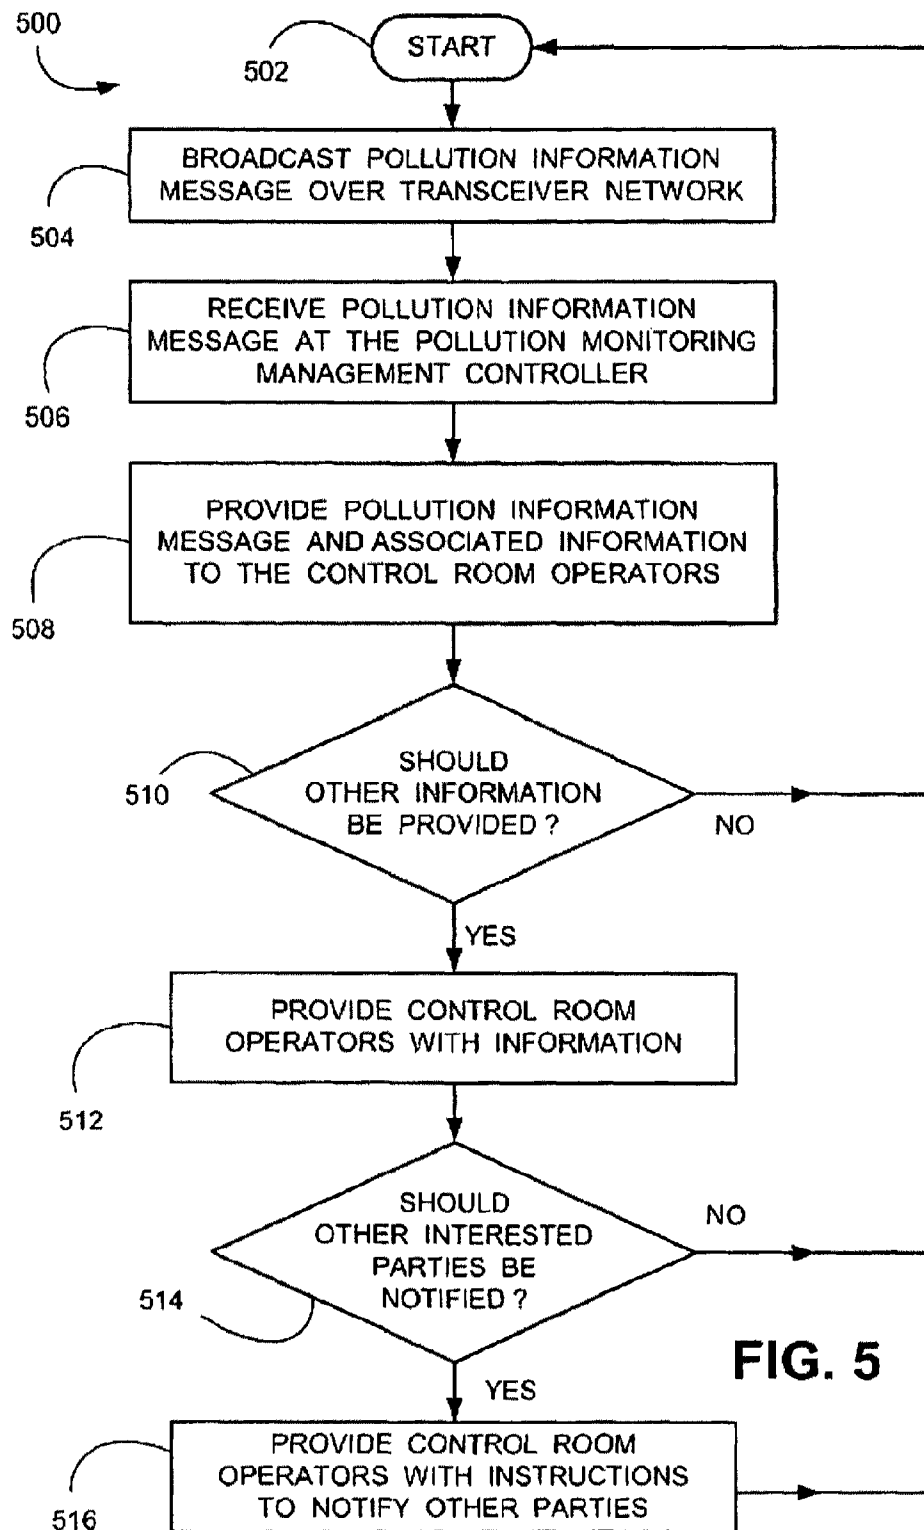 500
START
502
BROADCAST POLLUTION INFORMATION
MESSAGE OVER TRANSCEIVER NETWORK
504
RECEIVE POLLUTION INFORMATION
MESSAGE AT THE POLLUTION MONITORING
MANAGEMENT CONTROLLER
506
PROVIDE POLLUTION INFORMATION
MESSAGE AND ASSOCIATED INFORMATION
TO THE CONTROL ROOM OPERATORS
508
SHOULD
OTHER INFORMATION
BE PROVIDED?
510
NO
YES
PROVIDE CONTROL ROOM
OPERATORS WITH INFORMATION
512
SHOULD
OTHER INTERESTED
PARTIES BE
NOTIFIED?
NO
514
FIG. 5
YES
PROVIDE CONTROL ROOM
OPERATORS WITH INSTRUCTIONS
TO NOTIFY OTHER PARTIES
516